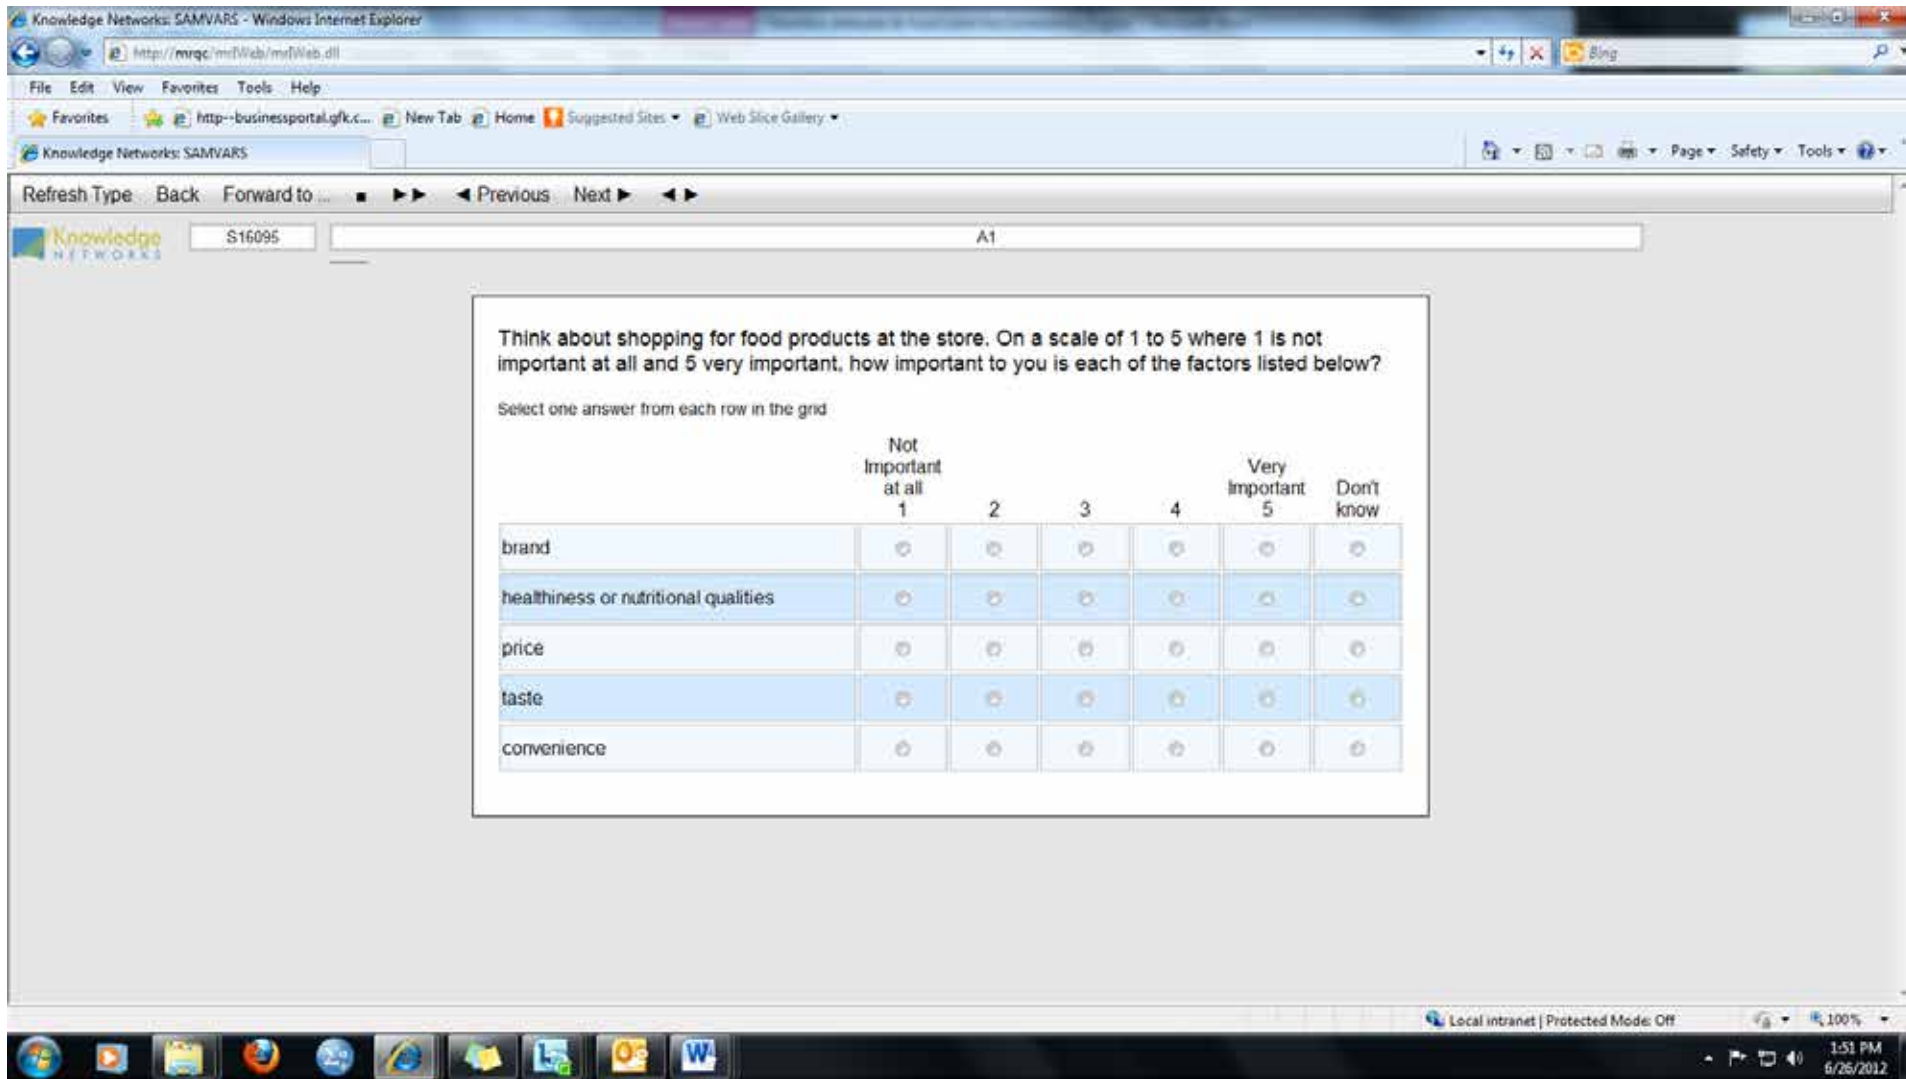 Knowledge Networks: SAMVARS - Windows Internet Explorer
http://mrqc/mrIWeb/mrIWeb.dll
Bing
File Edit View Favorites Tools Help
Favorites http--businessportal.gfk.c... New Tab Home Suggested Sites Web Slice Gallery
Knowledge Networks: SAMVARS
Page Safety Tools
Refresh Type Back Forward to ... Previous Next
Knowledge
NETWORKS
S16095
A1
Think about shopping for food products at the store. On a scale of 1 to 5 where 1 is not
important at all and 5 very important, how important to you is each of the factors listed below?
Select one answer from each row in the grid
Not
Important
at all
1
2
3
4
Very
Important
5
Don't
know
brand
healthiness or nutritional qualities
price
taste
convenience
Local intranet | Protected Mode: Off
100%
1:51 PM
6/26/2012